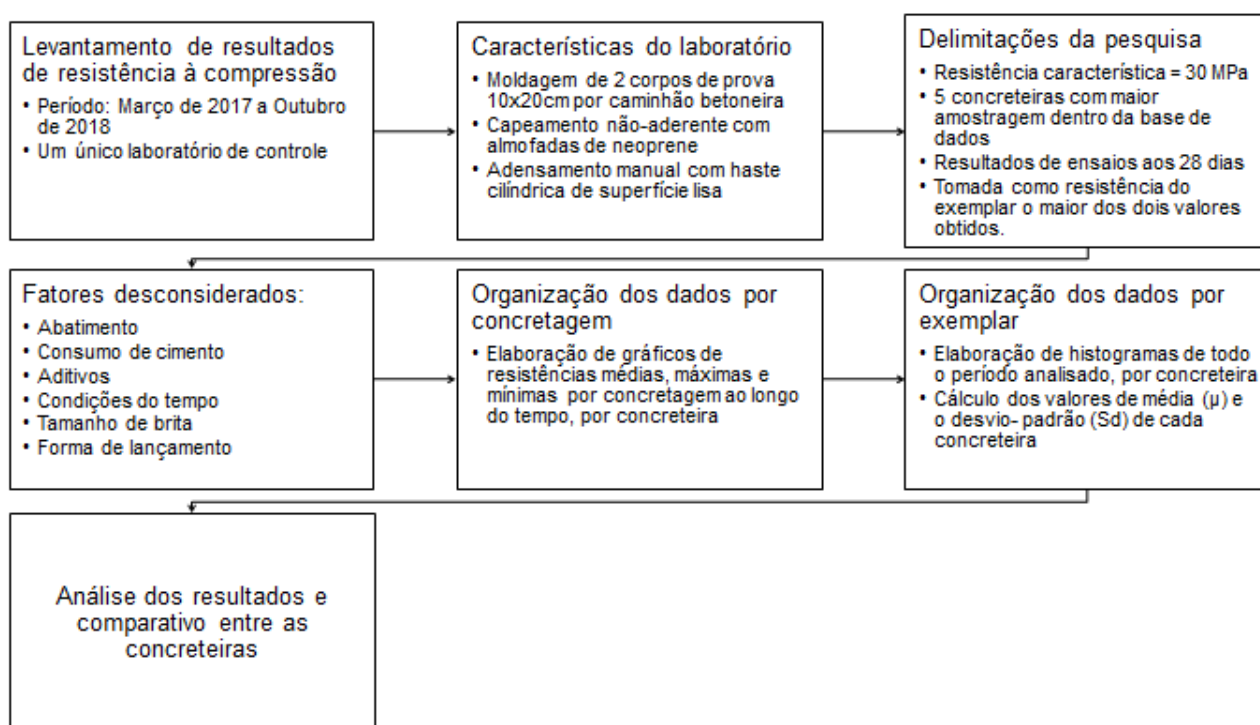 Levantamento de resultados
de resistência à compressão
• Período: Março de 2017 a Outubro
de 2018
• Um único laboratório de controle
Características do laboratório
• Moldagem de 2 corpos de prova
10x20cm por caminhão betoneira
• Capeamento não-aderente com
almofadas de neoprene
• Adensamento manual com haste
cilíndrica de superfície lisa
Delimitações da pesquisa
• Resistência característica = 30 MPa
• 5 concreteiras com maior
amostragem dentro da base de
dados
• Resultados de ensaios aos 28 dias
• Tomada como resistência do
exemplar o maior dos dois valores
obtidos.
Fatores desconsiderados:
• Abatimento
• Consumo de cimento
• Aditivos
• Condições do tempo
• Tamanho de brita
• Forma de lançamento
Organização dos dados por
concretagem
• Elaboração de gráficos de
resistências médias, máximas e
mínimas por concretagem ao longo
do tempo, por concreteira
Organização dos dados por
exemplar
• Elaboração de histogramas de todo
o período analisado, por concreteira
• Cálculo dos valores de média (µ) e
o desvio- padrão (Sd) de cada
concreteira
Análise dos resultados e
comparativo entre as
concreteiras